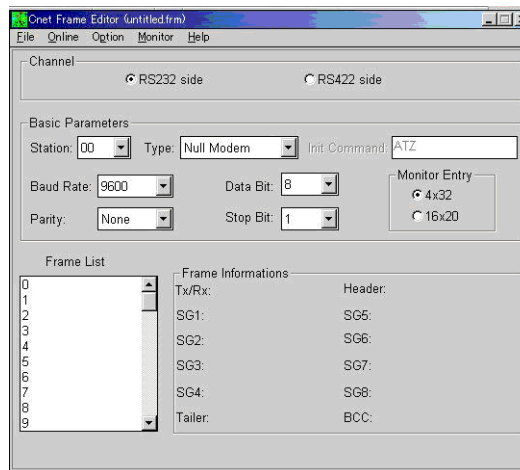 Cnet Frame Editor (untitled.frm)
File Online Option Monitor Help
Channel
RS232 side RS422 side
Basic Parameters
Station: 00 Type: Null Modem Init Command: ATZ
Baud Rate: 9600 Data Bit: 8 Monitor Entry
4x32
Parity: None Stop Bit: 1 16x20
Frame List
Frame Informations
0 Tx/Rx: Header:
1
2 SG1: SG5:
3
4 SG2: SG6:
5
6 SG3: SG7:
7 SG4: SG8:
8
9 Tailer: BCC: